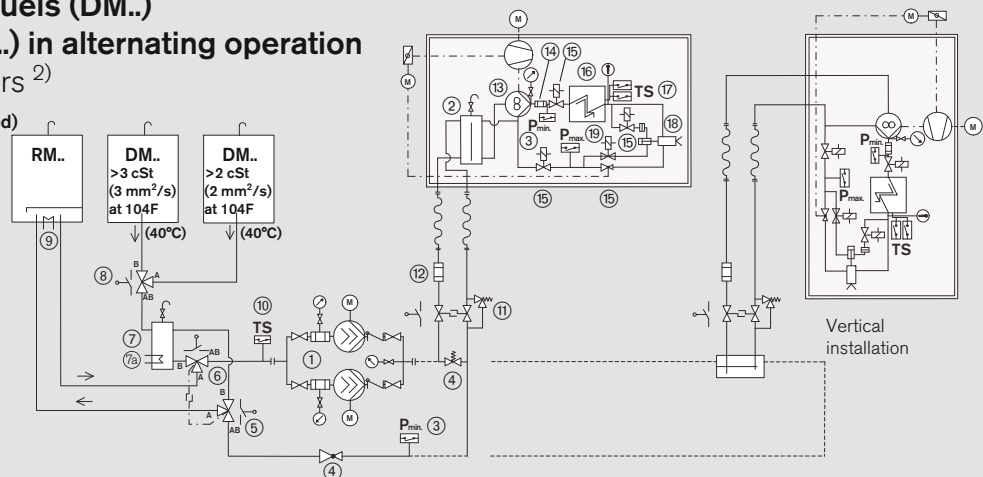 uels (DM..)
..) in alternating operation
rs 2)
ed)
RM..
DM..
>3 cSt
(3 mm²/s)
at 104F
(40°C)
DM..
>2 cSt
(2 mm²/s)
at 104F
(40°C)
9
8
B
A
AB
7
7a
B
AB
A
6
B
A
AB
5
10
TS
1
M
M
4
4
Pmin.
3
11
12
M
M
2
13
14
15
16
TS
17
Pmin.
3
Pmax.
19
15
18
15
15
M
M
Pmin.
Pmax.
TS
Vertical
installation